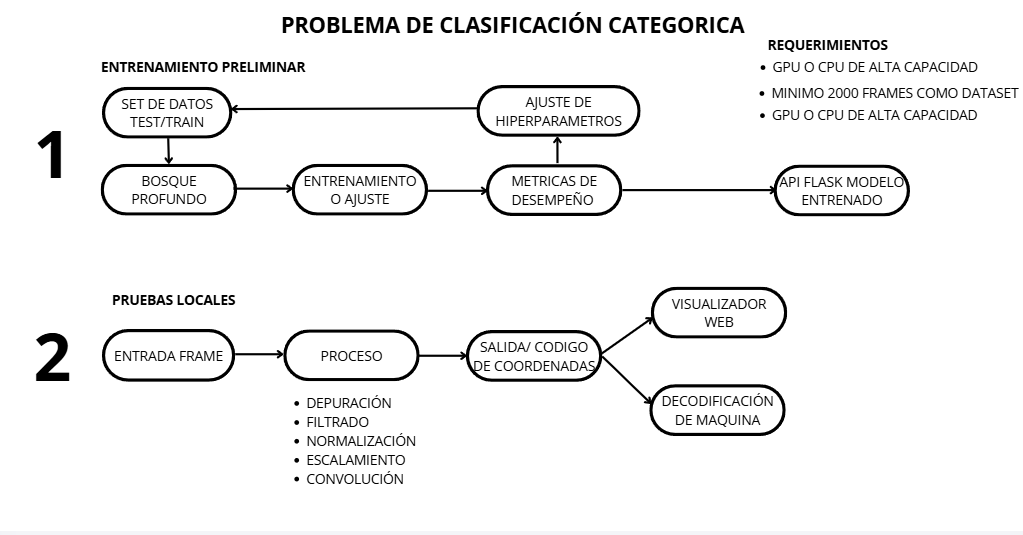 PROBLEMA DE CLASIFICACIÓN CATEGORICA
REQUERIMIENTOS
• GPU O CPU DE ALTA CAPACIDAD
• MINIMO 2000 FRAMES COMO DATASET
• GPU O CPU DE ALTA CAPACIDAD
1
ENTRENAMIENTO PRELIMINAR
SET DE DATOS
TEST/TRAIN
AJUSTE DE
HIPERPARAMETROS
BOSQUE
PROFUNDO
ENTRENAMIENTO
O AJUSTE
METRICAS DE
DESEMPEÑO
API FLASK MODELO
ENTRENADO
2
PRUEBAS LOCALES
ENTRADA FRAME
PROCESO
• DEPURACIÓN
• FILTRADO
• NORMALIZACIÓN
• ESCALAMIENTO
• CONVOLUCIÓN
SALIDA/ CODIGO
DE COORDENADAS
VISUALIZADOR
WEB
DECODIFICACIÓN
DE MAQUINA